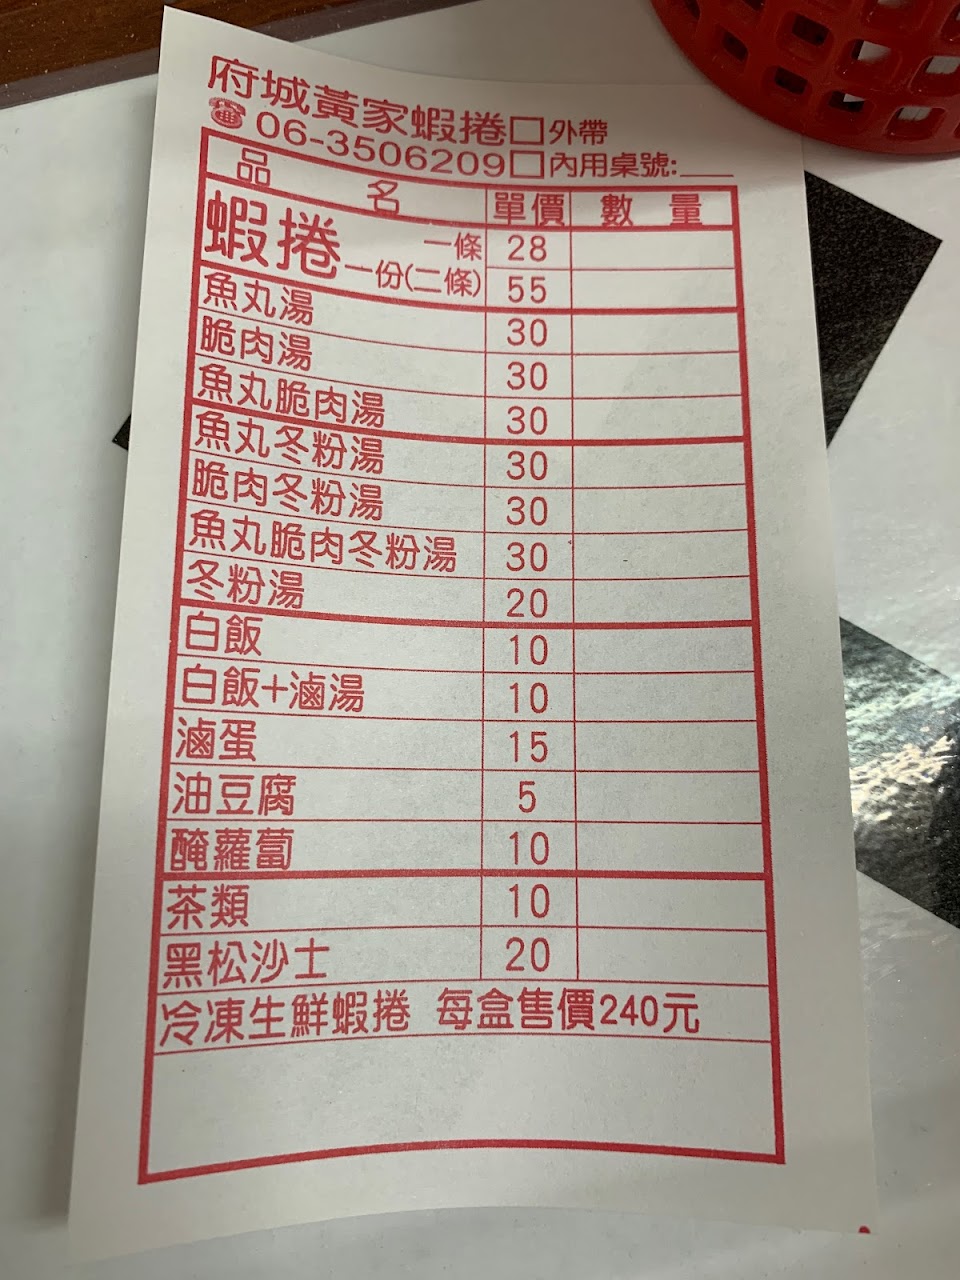 府城黃家蝦捲□外帶
☎06-3506209□內用桌號:___
品 名 單價 數 量
蝦捲 一條 28
一份(二條) 55
魚丸湯 30
脆肉湯 30
魚丸脆肉湯 30
魚丸冬粉湯 30
脆肉冬粉湯 30
魚丸脆肉冬粉湯 30
冬粉湯 20
白飯 10
白飯+滷湯 10
滷蛋 15
油豆腐 5
醃蘿蔔 10
茶類 10
黑松沙士 20
冷凍生鮮蝦捲 每盒售價240元